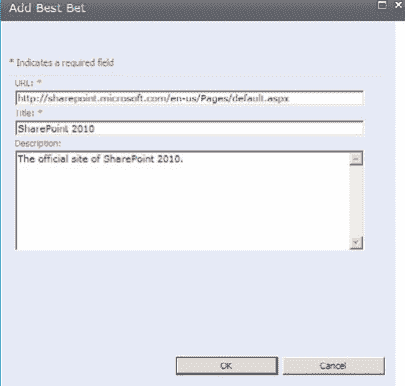 Add Best Bet
* Indicates a required field
URL: *
http://sharepoint.microsoft.com/en-us/Pages/default.aspx
Title: *
SharePoint 2010
Description:
The official site of SharePoint 2010.
OK Cancel